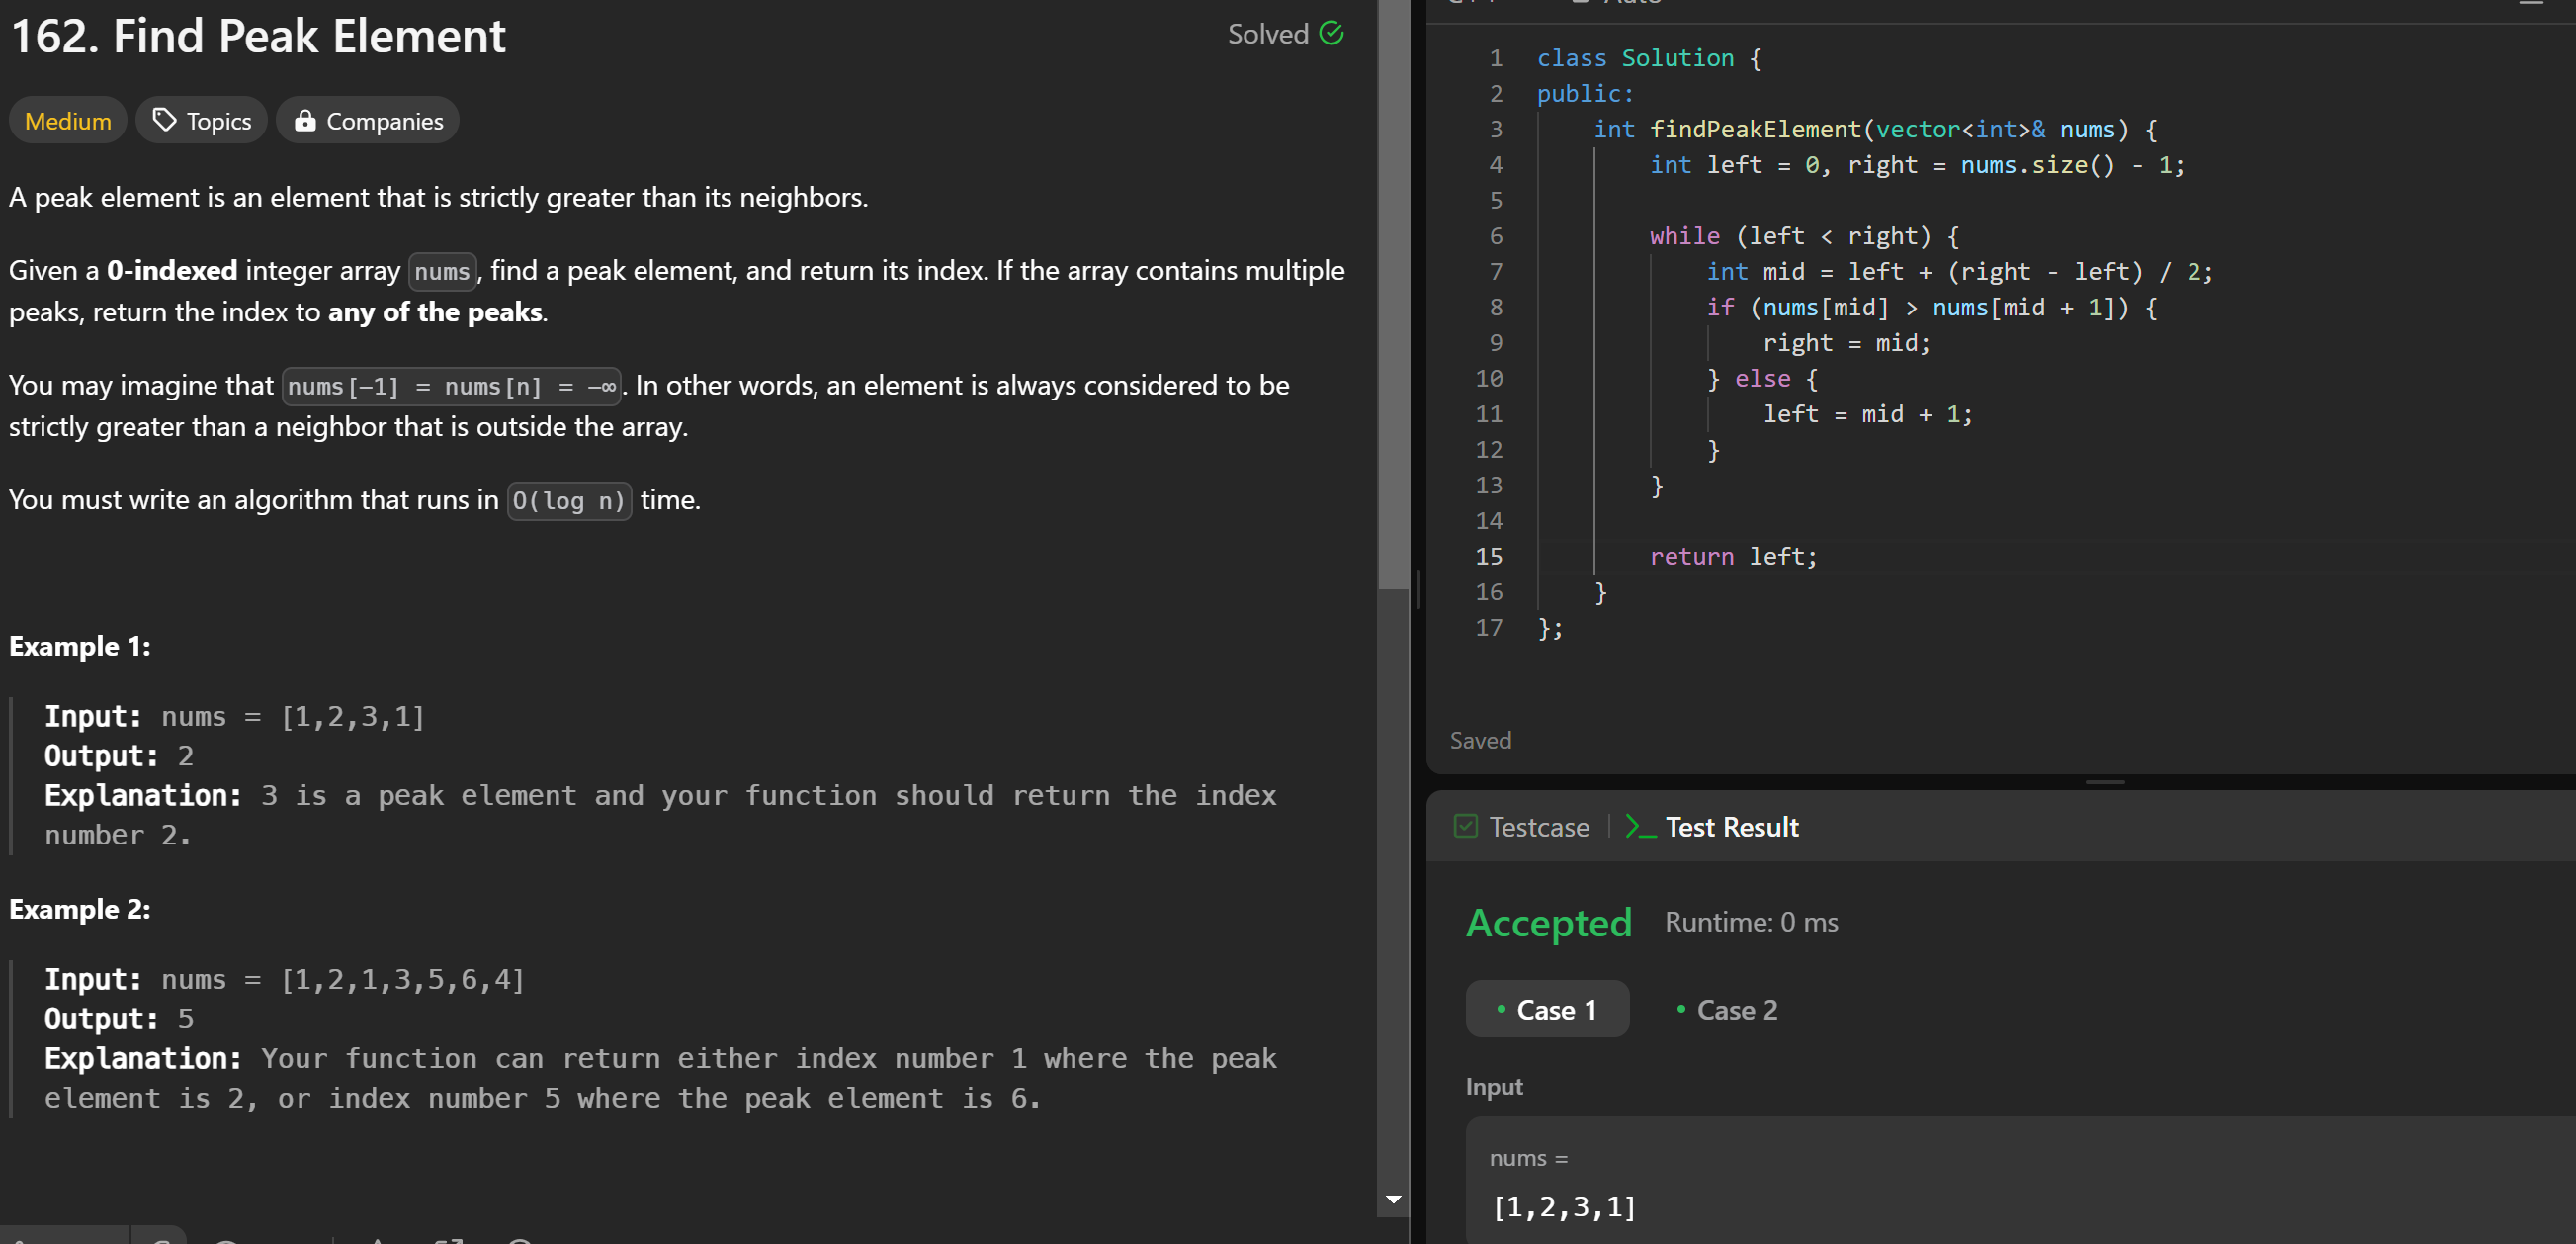 162. Find Peak Element
Solved
Medium
Topics
Companies
A peak element is an element that is strictly greater than its neighbors.
Given a 0-indexed integer array nums, find a peak element, and return its index. If the array contains multiple
peaks, return the index to any of the peaks.
You may imagine that nums[-1] = nums[n] = -∞. In other words, an element is always considered to be
strictly greater than a neighbor that is outside the array.
You must write an algorithm that runs in O(log n) time.
Example 1:
Input: nums = [1,2,3,1]
Output: 2
Explanation: 3 is a peak element and your function should return the index
number 2.
Example 2:
Input: nums = [1,2,1,3,5,6,4]
Output: 5
Explanation: Your function can return either index number 1 where the peak
element is 2, or index number 5 where the peak element is 6.
1 class Solution {
2 public:
3     int findPeakElement(vector<int>& nums) {
4         int left = 0, right = nums.size() - 1;
5
6         while (left < right) {
7             int mid = left + (right - left) / 2;
8             if (nums[mid] > nums[mid + 1]) {
9                 right = mid;
10             } else {
11                 left = mid + 1;
12             }
13         }
14
15         return left;
16     }
17 };
Saved
Testcase
Test Result
Accepted
Runtime: 0 ms
Case 1
Case 2
Input
nums =
[1,2,3,1]